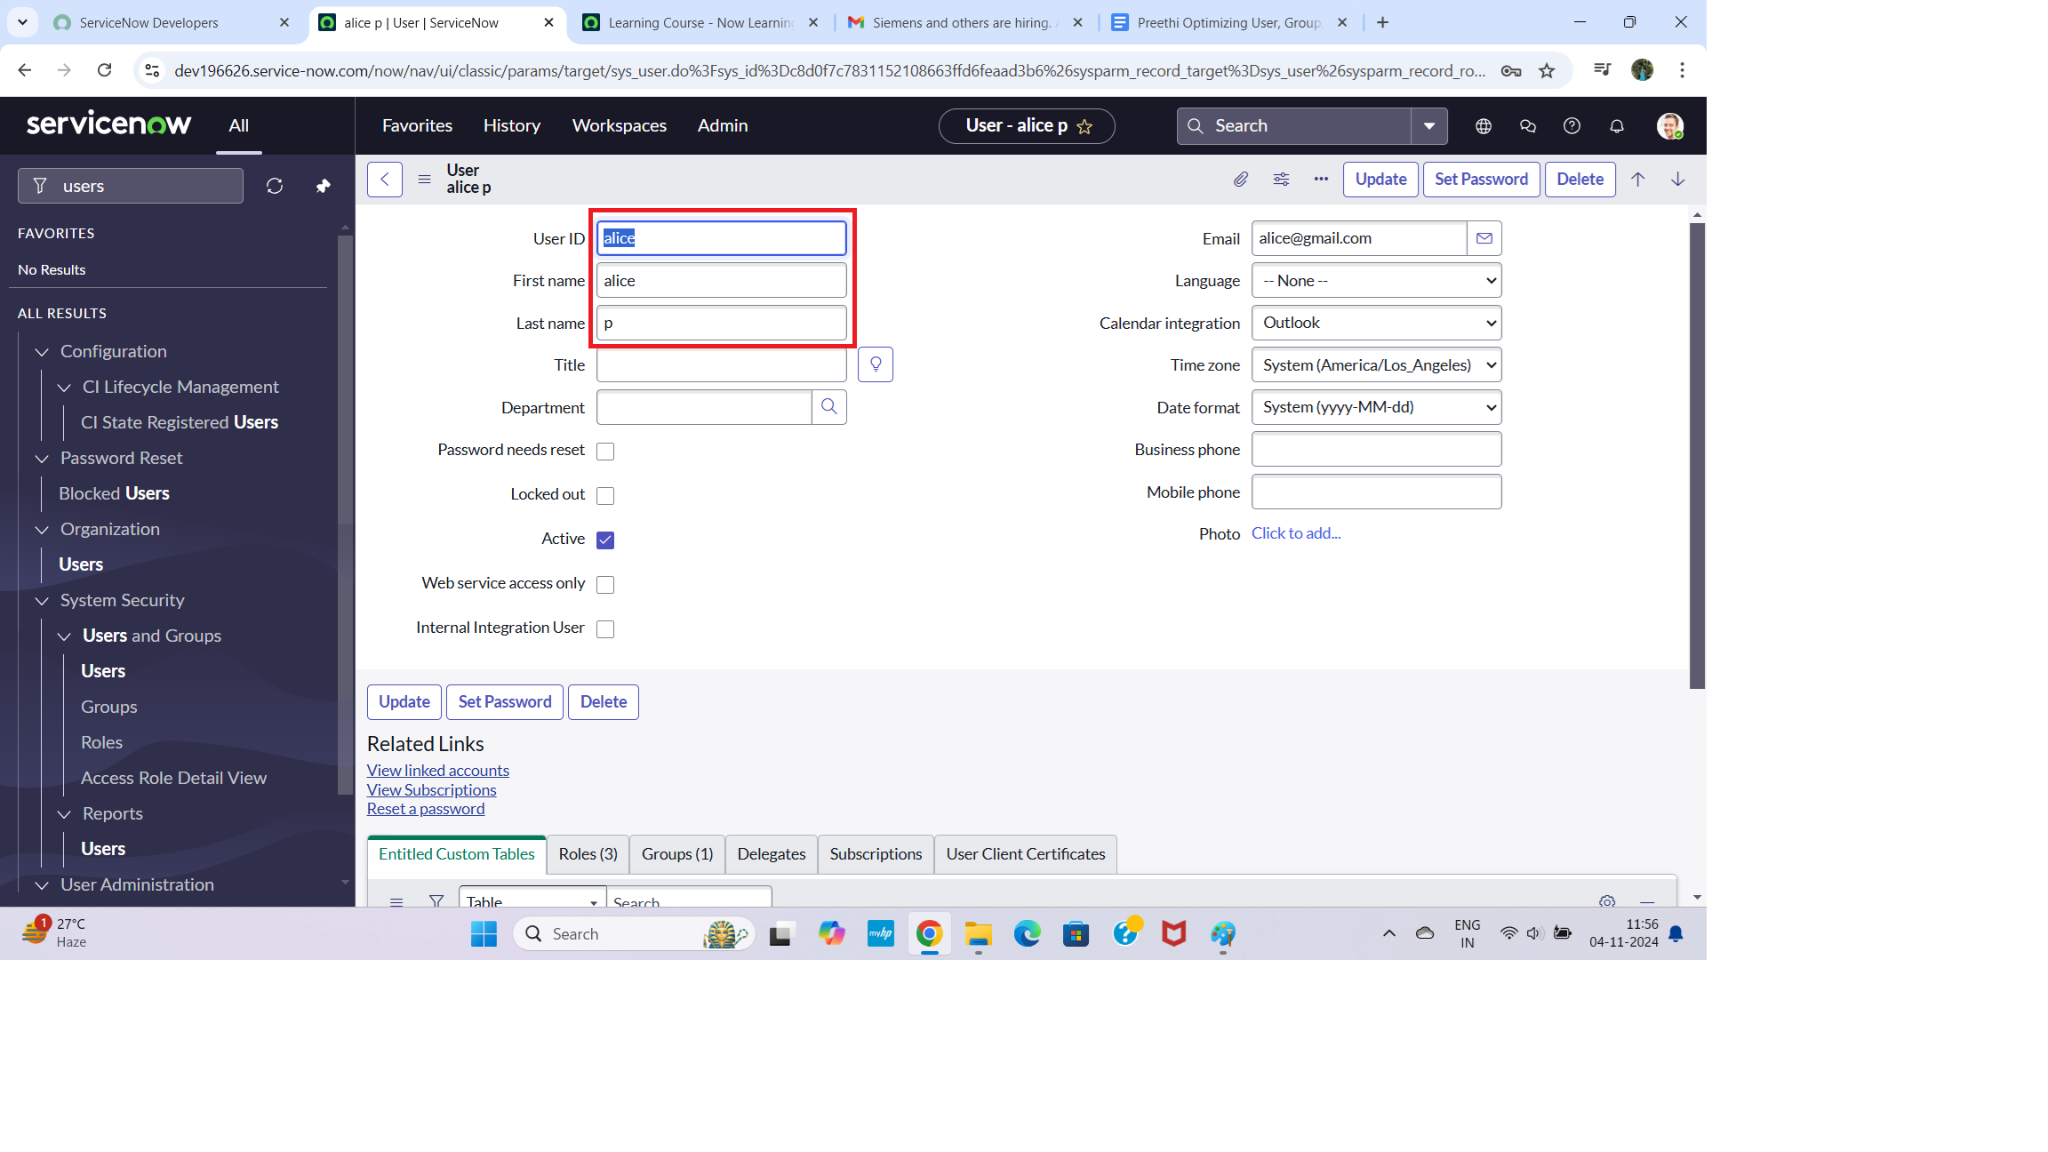 ServiceNow Developers
alice p | User | ServiceNow
Learning Course - Now Learning
Siemens and others are hiring.
Preethi Optimizing User, Group,
dev196626.service-now.com/now/nav/ui/classic/params/target/sys_user.do%3Fsys_id%3Dc8d0f7c7831152108663ffd6feaad3b6%26sysparm_record_target%3Dsys_user%26sysparm_record_ro...
servicenow All Favorites History Workspaces Admin User - alice p Search
users
FAVORITES
No Results
ALL RESULTS
Configuration
CI Lifecycle Management
CI State Registered Users
Password Reset
Blocked Users
Organization
Users
System Security
Users and Groups
Users
Groups
Roles
Access Role Detail View
Reports
Users
User Administration
User
alice p
Update Set Password Delete
User ID alice
First name alice
Last name p
Title
Department
Password needs reset
Locked out
Active
Web service access only
Internal Integration User
Email alice@gmail.com
Language -- None --
Calendar integration Outlook
Time zone System (America/Los_Angeles)
Date format System (yyyy-MM-dd)
Business phone
Mobile phone
Photo Click to add...
Update Set Password Delete
Related Links
View linked accounts
View Subscriptions
Reset a password
Entitled Custom Tables Roles (3) Groups (1) Delegates Subscriptions User Client Certificates
Table Search
1
27°C
Haze
Search
myhp
ENG
IN
11:56
04-11-2024